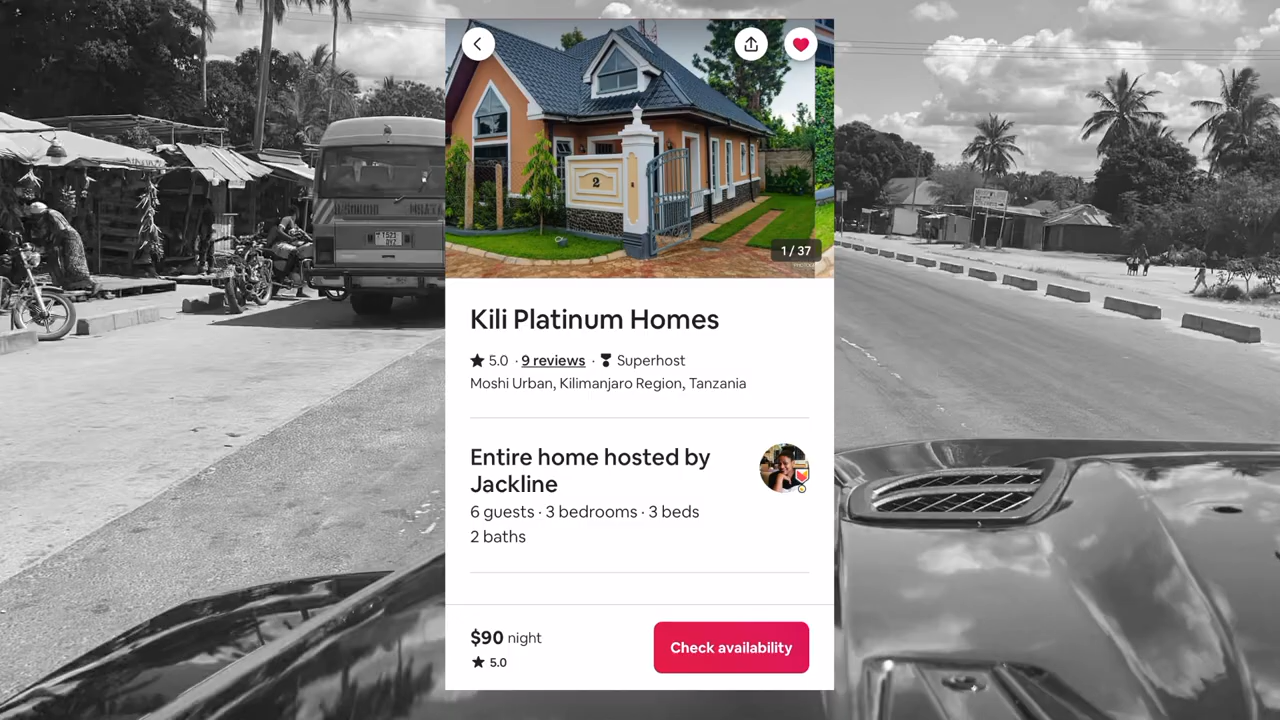 1 / 37
2
Kili Platinum Homes
5.0 · 9 reviews · Superhost
Moshi Urban, Kilimanjaro Region, Tanzania
Entire home hosted by
Jackline
6 guests · 3 bedrooms · 3 beds
2 baths
$90 night
5.0
Check availability